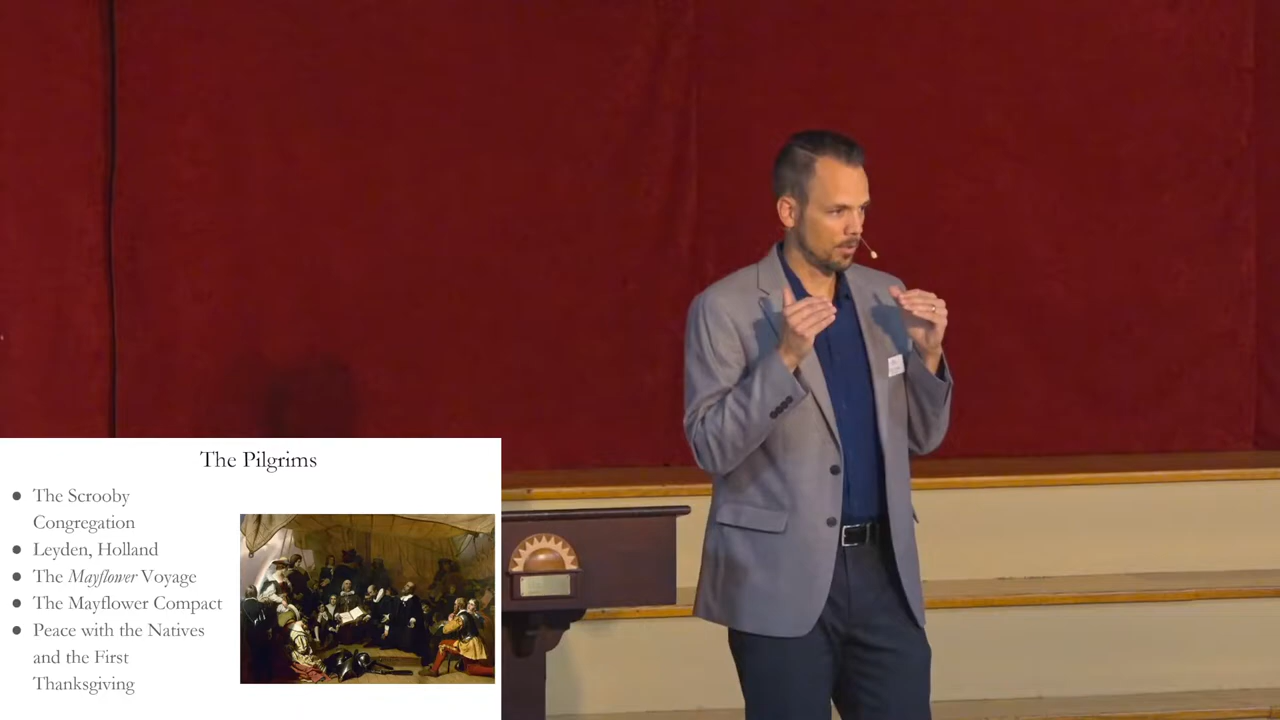 The Pilgrims
● The Scrooby
Congregation
● Leyden, Holland
● The Mayflower Voyage
● The Mayflower Compact
● Peace with the Natives
and the First
Thanksgiving